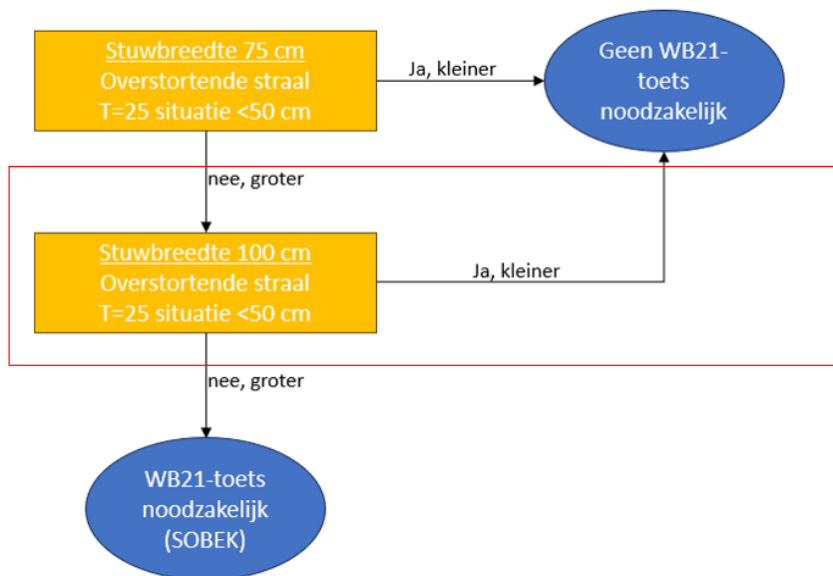 Stuwbreedte 75 cm
Overstortende straal
T=25 situatie <50 cm
Ja, kleiner
Geen WB21-
toets
noodzakelijk
nee, groter
Stuwbreedte 100 cm
Overstortende straal
T=25 situatie <50 cm
Ja, kleiner
nee, groter
WB21-toets
noodzakelijk
(SOBEK)